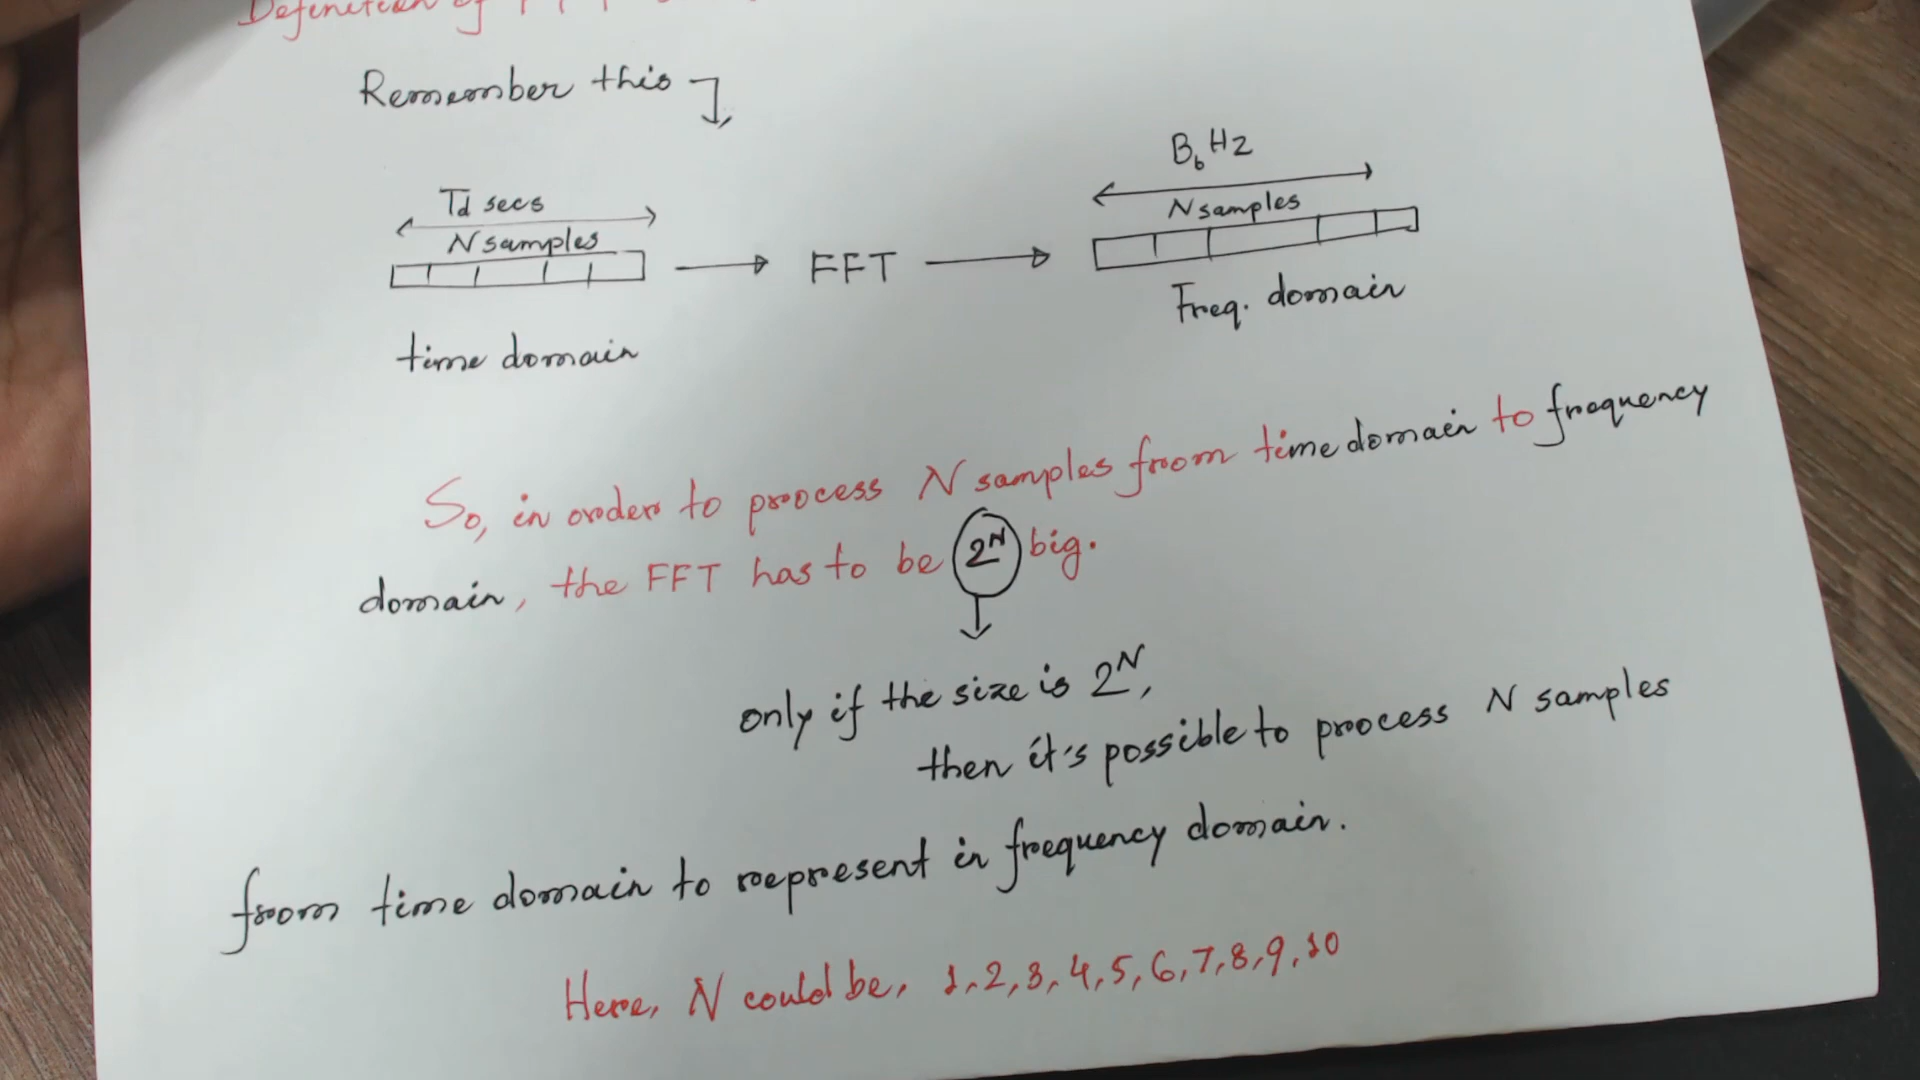 Definition of
Remember this
Td secs
N samples
time domain
FFT
B_b Hz
N samples
Freq. domain
So, in order to process N samples from time domain to frequency
domain, the FFT has to be 2^N big.
only if the size is 2^N,
then it's possible to process N samples
from time domain to represent in frequency domain.
Here, N could be, 1, 2, 3, 4, 5, 6, 7, 8, 9, 10